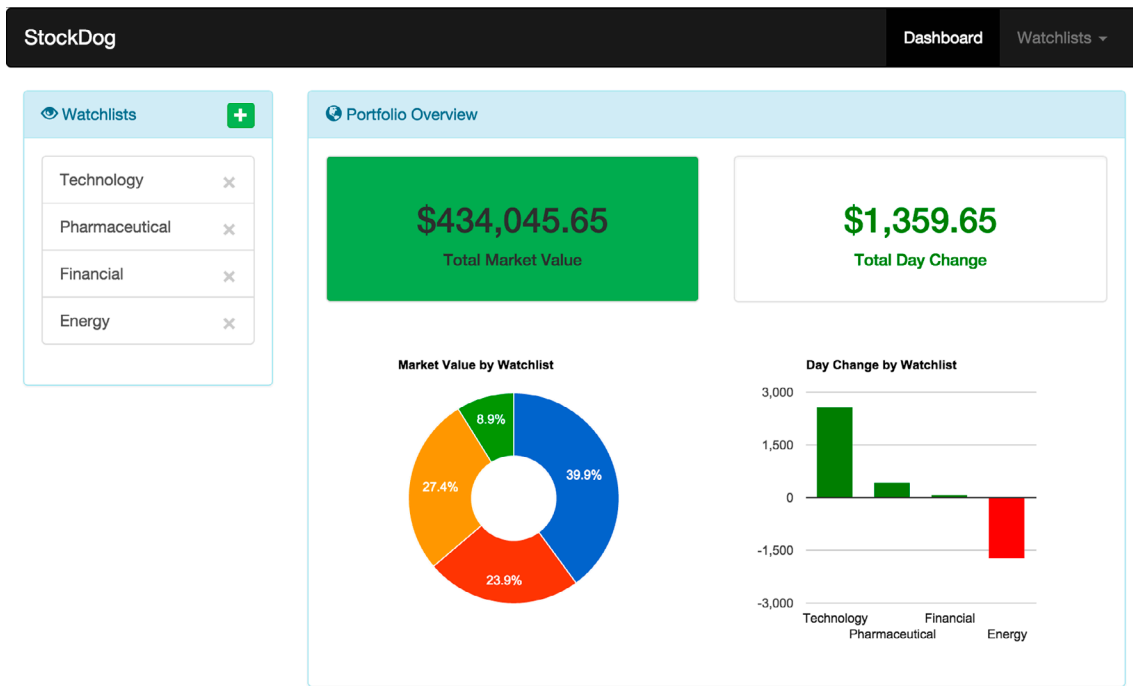 StockDog
Dashboard
Watchlists
Watchlists
Technology
Pharmaceutical
Financial
Energy
Portfolio Overview
$434,045.65
Total Market Value
$1,359.65
Total Day Change
Market Value by Watchlist
8.9%
39.9%
27.4%
23.9%
Day Change by Watchlist
3,000
1,500
0
-1,500
-3,000
Technology
Pharmaceutical
Financial
Energy